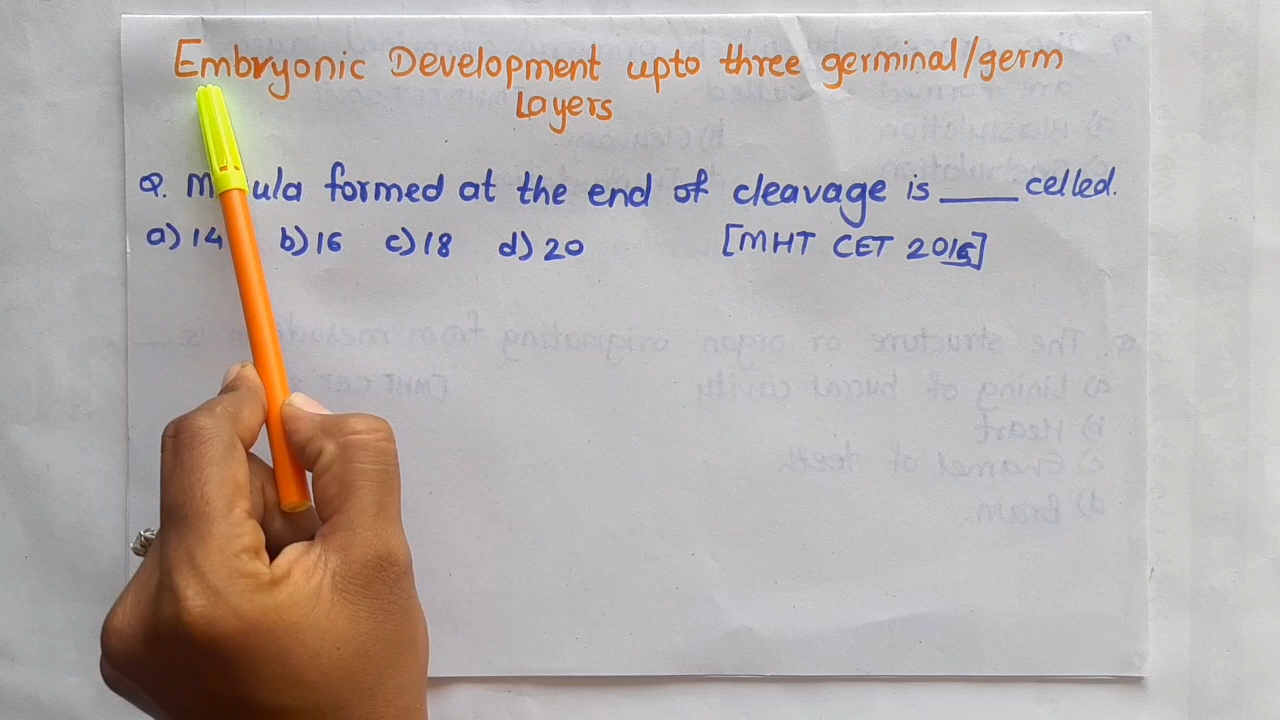 Embryonic Development upto three germinal/germ
Layers
Q. formed at the end of cleavage is ____ celled.
a) 14 b) 16 c) 18 d) 20 [MHT CET 2016]